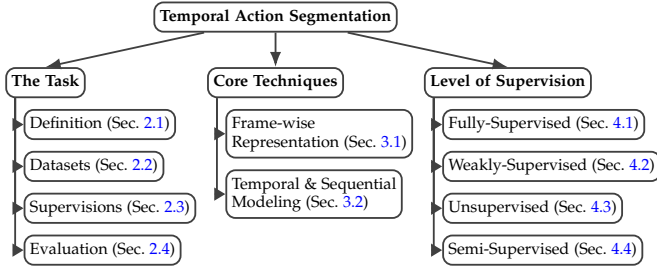 Temporal Action Segmentation
The Task
Definition (Sec. 2.1)
Datasets (Sec. 2.2)
Supervisions (Sec. 2.3)
Evaluation (Sec. 2.4)
Core Techniques
Frame-wise
Representation (Sec. 3.1)
Temporal & Sequential
Modeling (Sec. 3.2)
Level of Supervision
Fully-Supervised (Sec. 4.1)
Weakly-Supervised (Sec. 4.2)
Unsupervised (Sec. 4.3)
Semi-Supervised (Sec. 4.4)